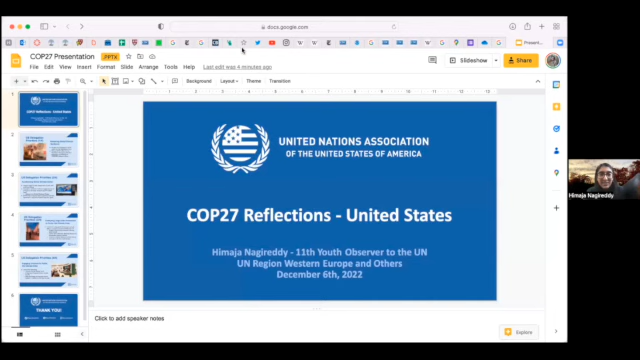 docs.google.com
COP27 Presentation .PPTX
File Edit View Insert Format Slide Arrange Tools Help Last edit was 4 minutes ago
Slideshow
Share
Background Layout Theme Transition
UNITED NATIONS ASSOCIATION
OF THE UNITED STATES OF AMERICA
COP27 Reflections - United States
Himaja Nagireddy - 11th Youth Observer to the UN
UN Region Western Europe and Others
December 6th, 2022
THANK YOU!
Click to add speaker notes
Explore
Himaja Nagireddy